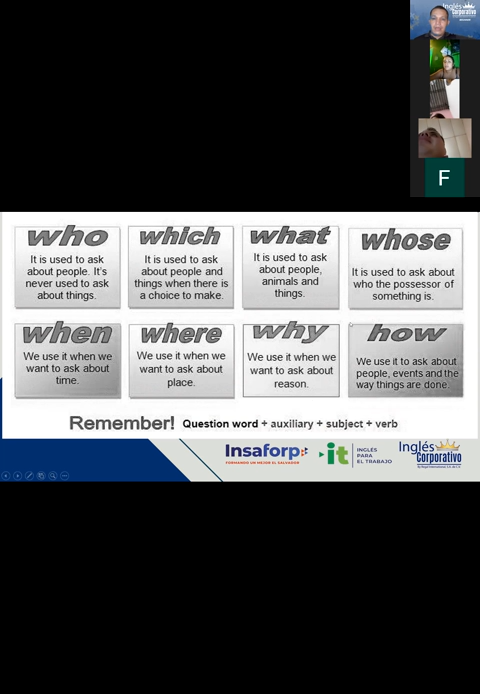 Inglés
Corporativo
F
who
It is used to ask
about people. It's
never used to ask
about things.
which
It is used to ask
about people and
things when there is
a choice to make.
what
It is used to ask
about people,
animals and
things.
whose
It is used to ask about
who the possessor of
something is.
when
We use it when we
want to ask about
time.
where
We use it when we
want to ask about
place.
why
We use it when we
want to ask about
reason.
how
We use it to ask about
people, events and the
way things are done.
Remember! Question word + auxiliary + subject + verb
Insaforp
FORMANDO UN MEJOR EL SALVADOR
it
INGLÉS
PARA
EL TRABAJO
Inglés
Corporativo